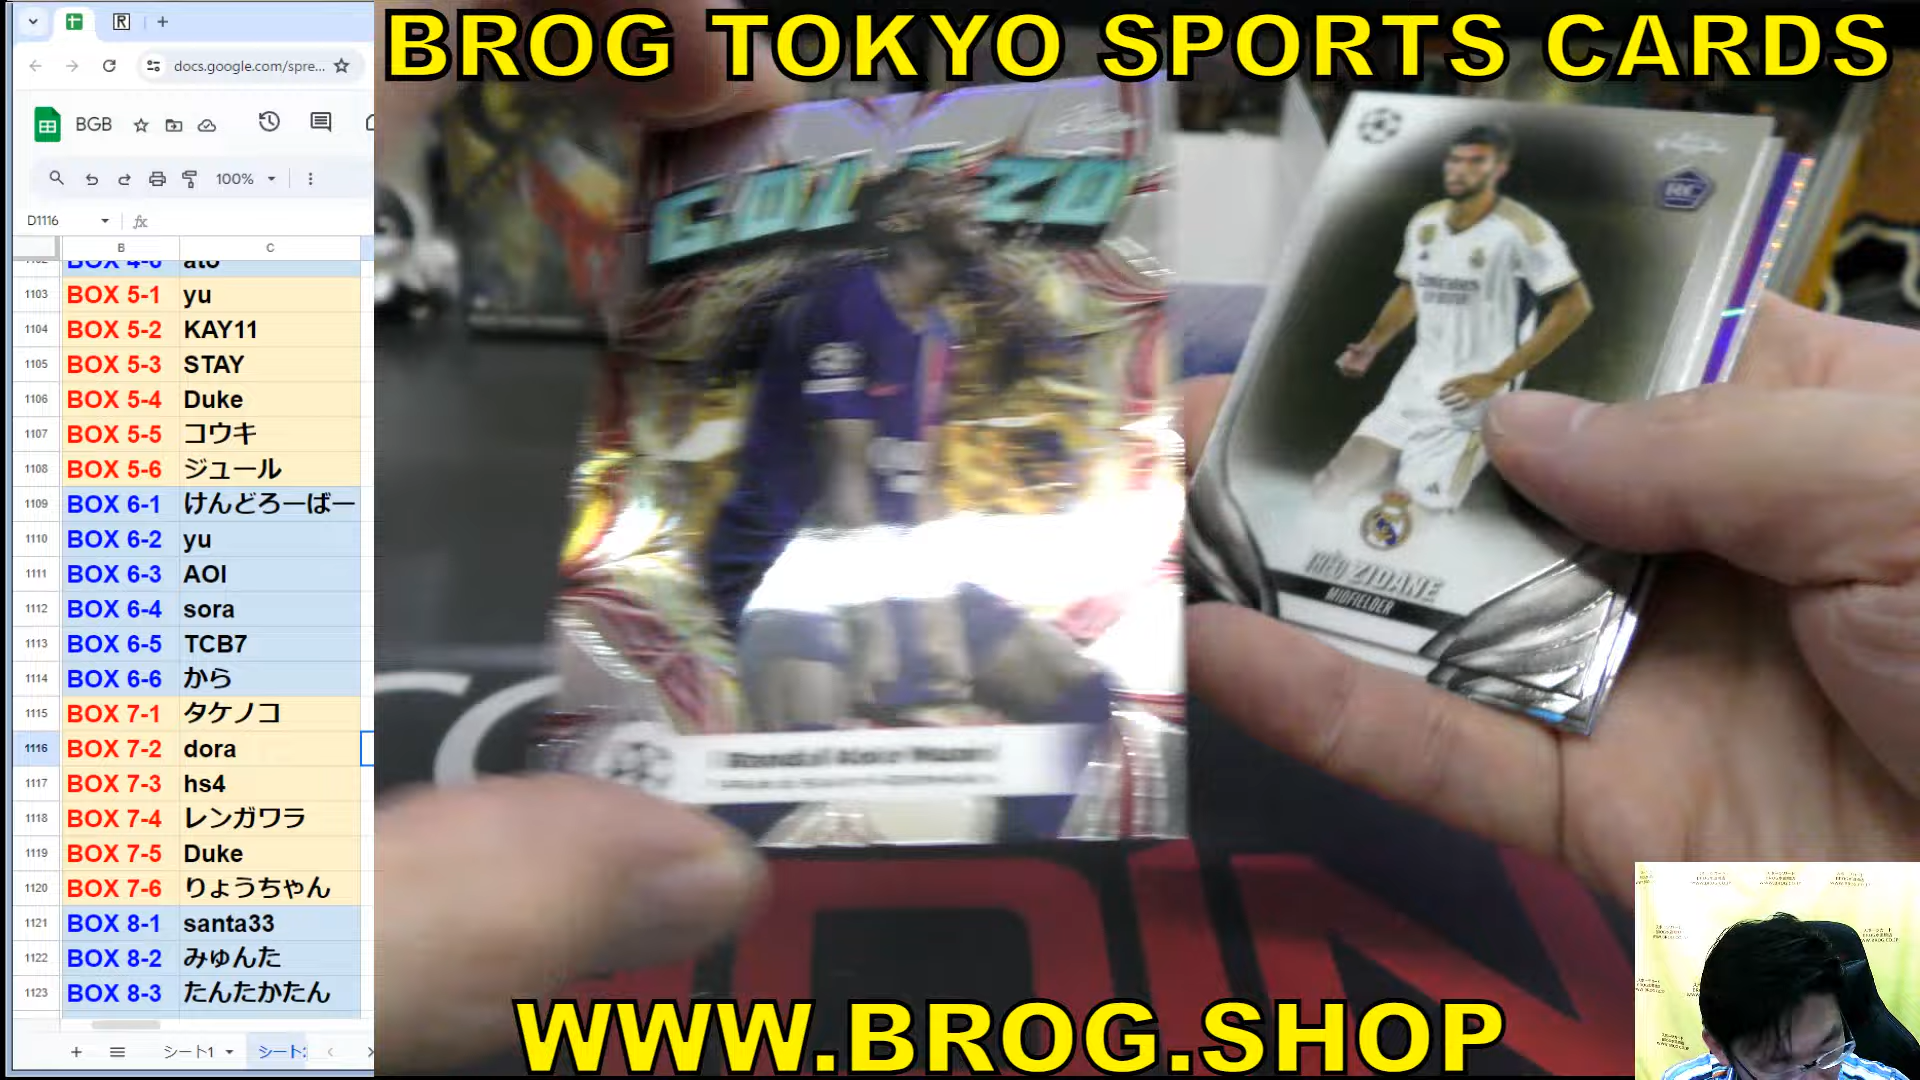 BROG TOKYO SPORTS CARDS
docs.google.com/spre...
BGB
100%
D1116
fx
B C
1103 BOX 5-1 yu
1104 BOX 5-2 KAY11
1105 BOX 5-3 STAY
1106 BOX 5-4 Duke
1107 BOX 5-5 コウキ
1108 BOX 5-6 ジュール
1109 BOX 6-1 けんどろーばー
1110 BOX 6-2 yu
1111 BOX 6-3 AOI
1112 BOX 6-4 sora
1113 BOX 6-5 TCB7
1114 BOX 6-6 から
1115 BOX 7-1 タケノコ
1116 BOX 7-2 dora
1117 BOX 7-3 hs4
1118 BOX 7-4 レンガワラ
1119 BOX 7-5 Duke
1120 BOX 7-6 りょうちゃん
1121 BOX 8-1 santa33
1122 BOX 8-2 みゅんた
1123 BOX 8-3 たんたかたん
シート1
RC
ZIDANE
MIDFIELDER
WWW.BROG.SHOP